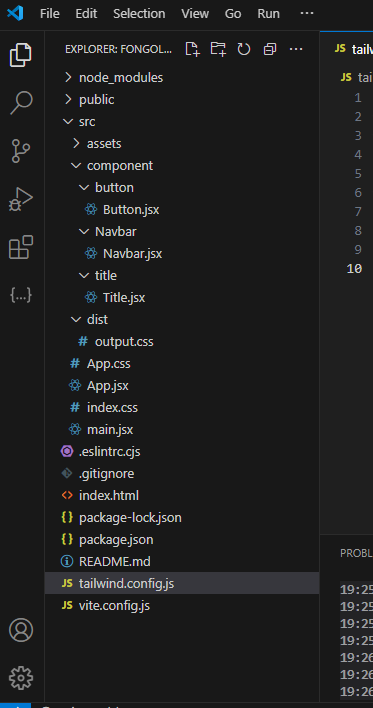 File Edit Selection View Go Run ...
EXPLORER: FONGOL...
JS tailw
JS tai
node_modules
1
public
2
src
3
assets
4
component
5
button
6
Button.jsx
7
Navbar
8
Navbar.jsx
9
title
10
Title.jsx
dist
# output.css
# App.css
App.jsx
# index.css
main.jsx
.eslintrc.cjs
.gitignore
<> index.html
{} package-lock.json
{} package.json
README.md
PROBL
JS tailwind.config.js
19:25
JS vite.config.js
19:25
19:25
19:26
19:26
19:26